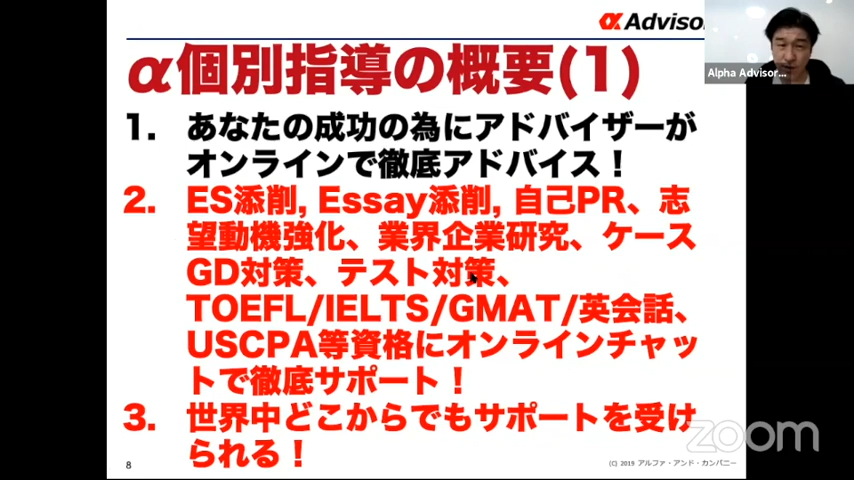 α Advisor
Alpha Advisor...
α個別指導の概要(1)
1. あなたの成功の為にアドバイザーが
オンラインで徹底アドバイス！
2. ES添削, Essay添削, 自己PR、志
望動機強化、業界企業研究、ケース
GD対策、テスト対策、
TOEFL/IELTS/GMAT/英会話、
USCPA等資格にオンラインチャッ
トで徹底サポート！
3. 世界中どこからでもサポートを受け
られる！
zoom
8
(C) 2019 アルファ・アンド・カンパニー